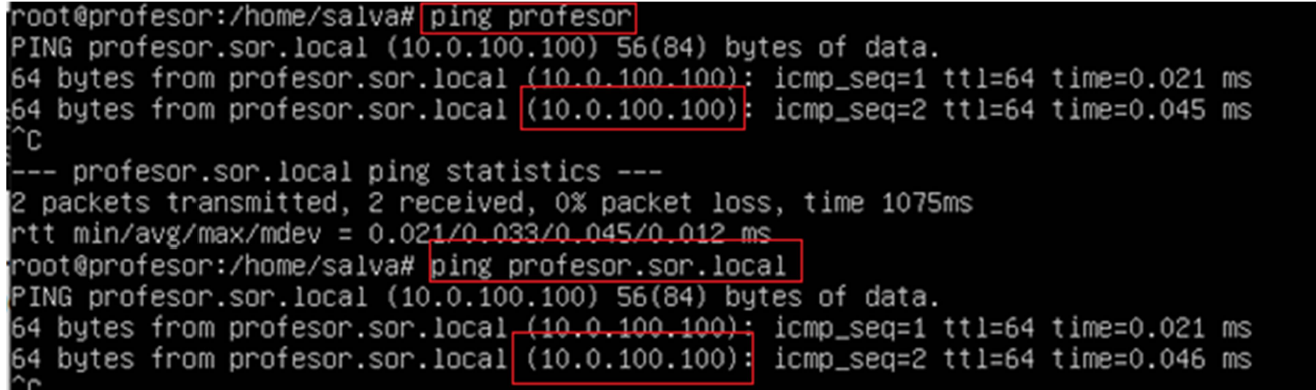 root@profesor:/home/salva# ping profesor
PING profesor.sor.local (10.0.100.100) 56(84) bytes of data.
64 bytes from profesor.sor.local (10.0.100.100): icmp_seq=1 ttl=64 time=0.021 ms
64 bytes from profesor.sor.local (10.0.100.100): icmp_seq=2 ttl=64 time=0.045 ms
^C
--- profesor.sor.local ping statistics ---
2 packets transmitted, 2 received, 0% packet loss, time 1075ms
rtt min/avg/max/mdev = 0.021/0.033/0.045/0.012 ms
root@profesor:/home/salva# ping profesor.sor.local
PING profesor.sor.local (10.0.100.100) 56(84) bytes of data.
64 bytes from profesor.sor.local (10.0.100.100): icmp_seq=1 ttl=64 time=0.021 ms
64 bytes from profesor.sor.local (10.0.100.100): icmp_seq=2 ttl=64 time=0.046 ms
^C